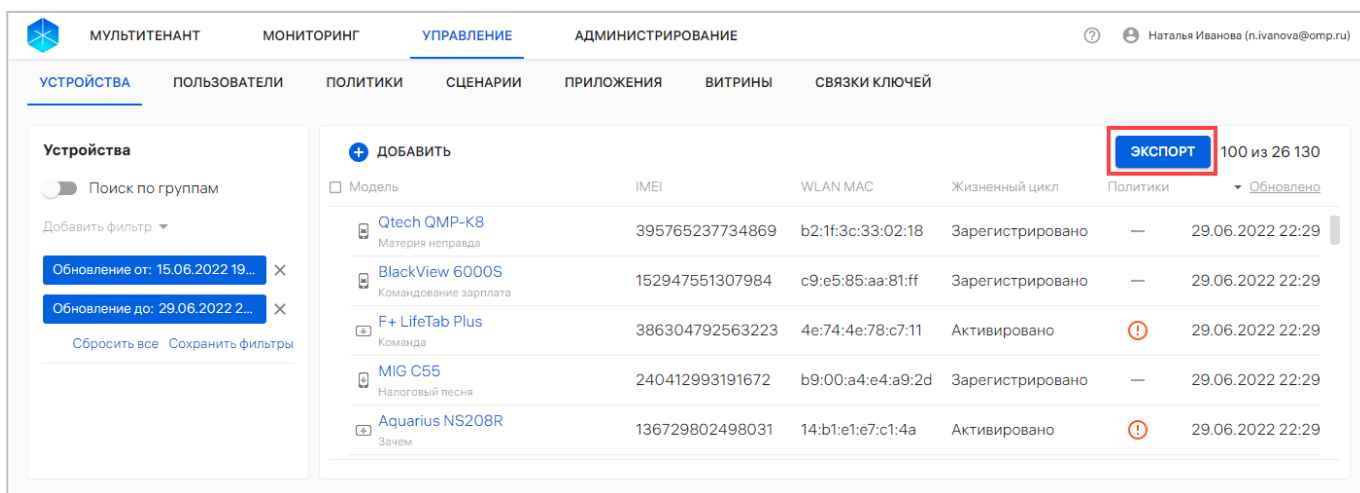 МУЛЬТИТЕНАНТ МОНИТОРИНГ УПРАВЛЕНИЕ АДМИНИСТРИРОВАНИЕ Наталья Иванова (n.ivanova@omp.ru)
УСТРОЙСТВА ПОЛЬЗОВАТЕЛИ ПОЛИТИКИ СЦЕНАРИИ ПРИЛОЖЕНИЯ ВИТРИНЫ СВЯЗКИ КЛЮЧЕЙ
Устройства
Поиск по группам
Добавить фильтр
Обновление от: 15.06.2022 19...
Обновление до: 29.06.2022 2...
Сбросить все Сохранить фильтры
ДОБАВИТЬ ЭКСПОРТ 100 из 26 130
Модель IMEI WLAN MAC Жизненный цикл Политики Обновлено
Qtech QMP-K8 395765237734869 b2:1f:3c:33:02:18 Зарегистрировано — 29.06.2022 22:29
Материя неправда
BlackView 6000S 152947551307984 c9:e5:85:aa:81:ff Зарегистрировано — 29.06.2022 22:29
Командование зарплата
F+ LifeTab Plus 386304792563223 4e:74:4e:78:c7:11 Активировано 29.06.2022 22:29
Команда
MIG C55 240412993191672 b9:00:a4:e4:a9:2d Зарегистрировано — 29.06.2022 22:29
Налоговый песня
Aquarius NS208R 136729802498031 14:b1:e1:e7:c1:4a Активировано 29.06.2022 22:29
Зачем